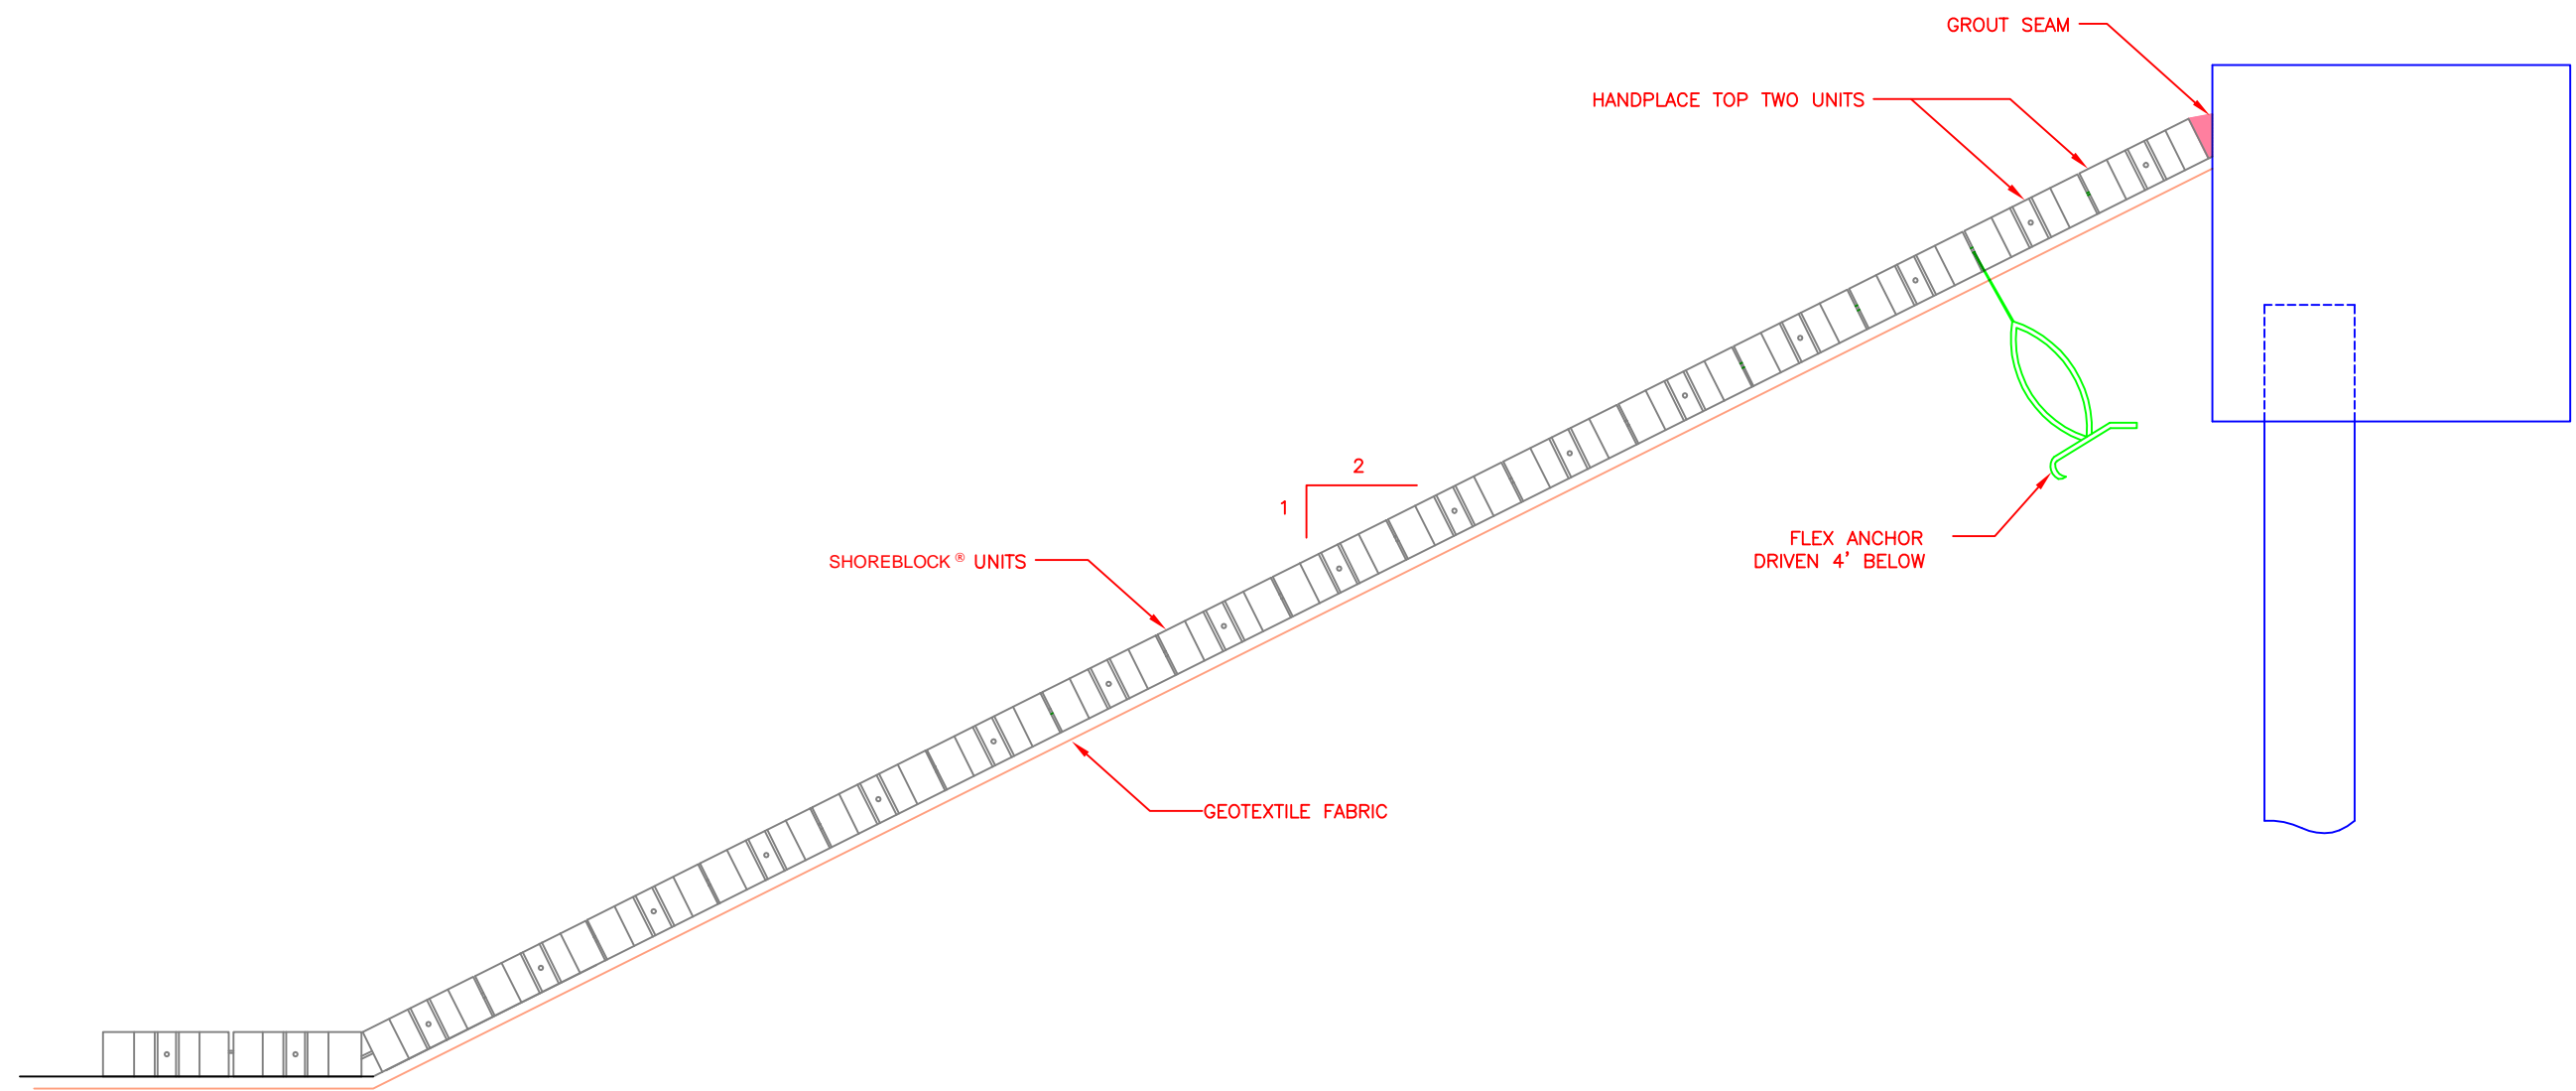 GROUT SEAM
HANDPLACE TOP TWO UNITS
2
1
SHOREBLOCK® UNITS
FLEX ANCHOR
DRIVEN 4' BELOW
GEOTEXTILE FABRIC